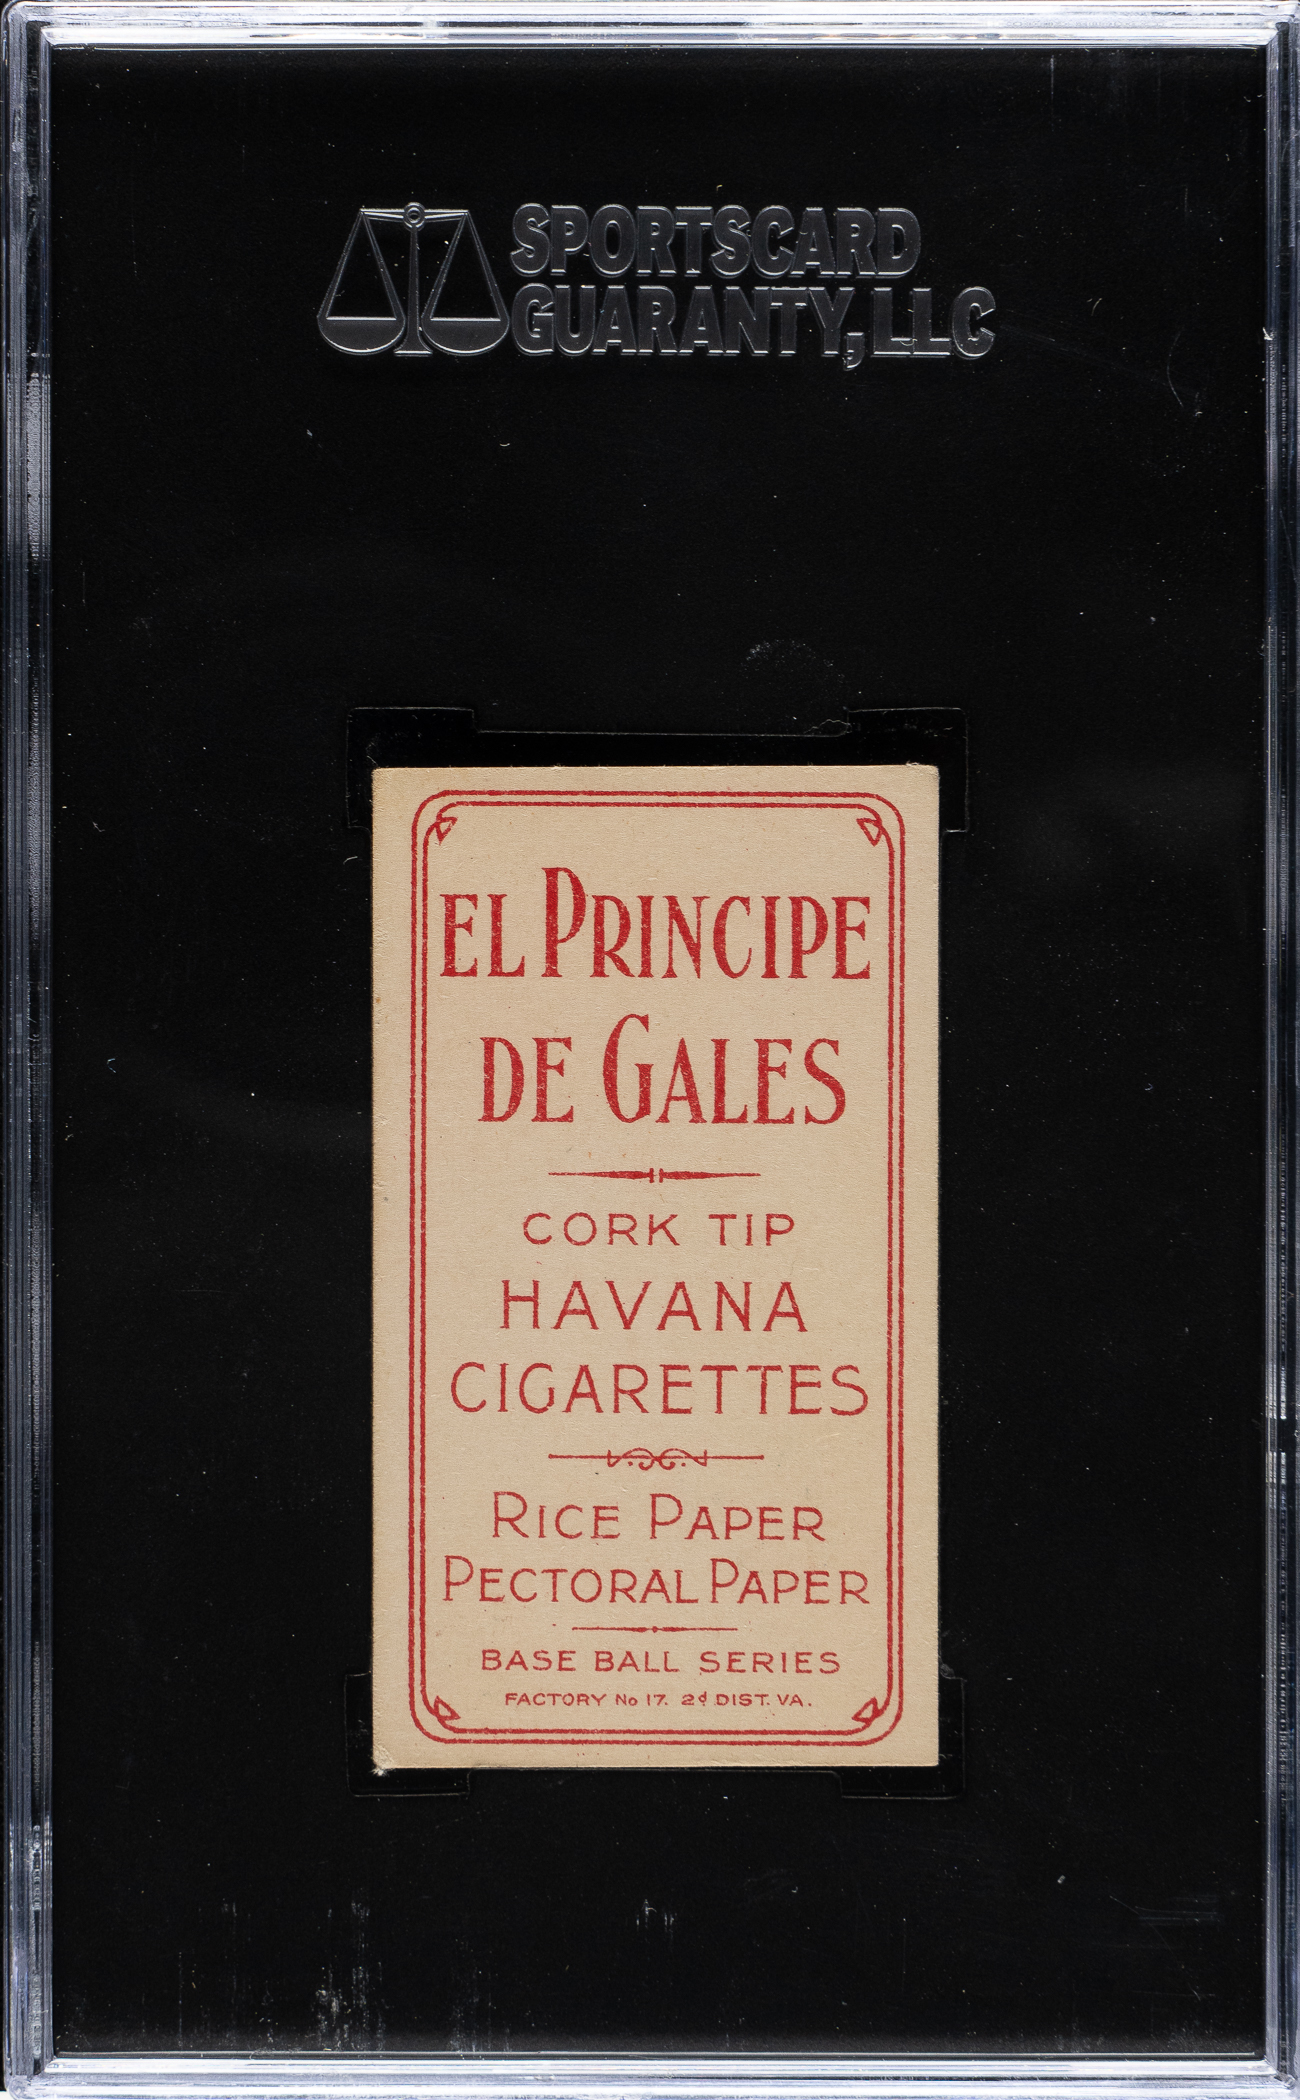 SPORTSCARD
GUARANTY, LLC
EL PRINCIPE
DE GALES
CORK TIP
HAVANA
CIGARETTES
RICE PAPER
PECTORAL PAPER
BASE BALL SERIES
FACTORY No 17. 2d DIST. VA.